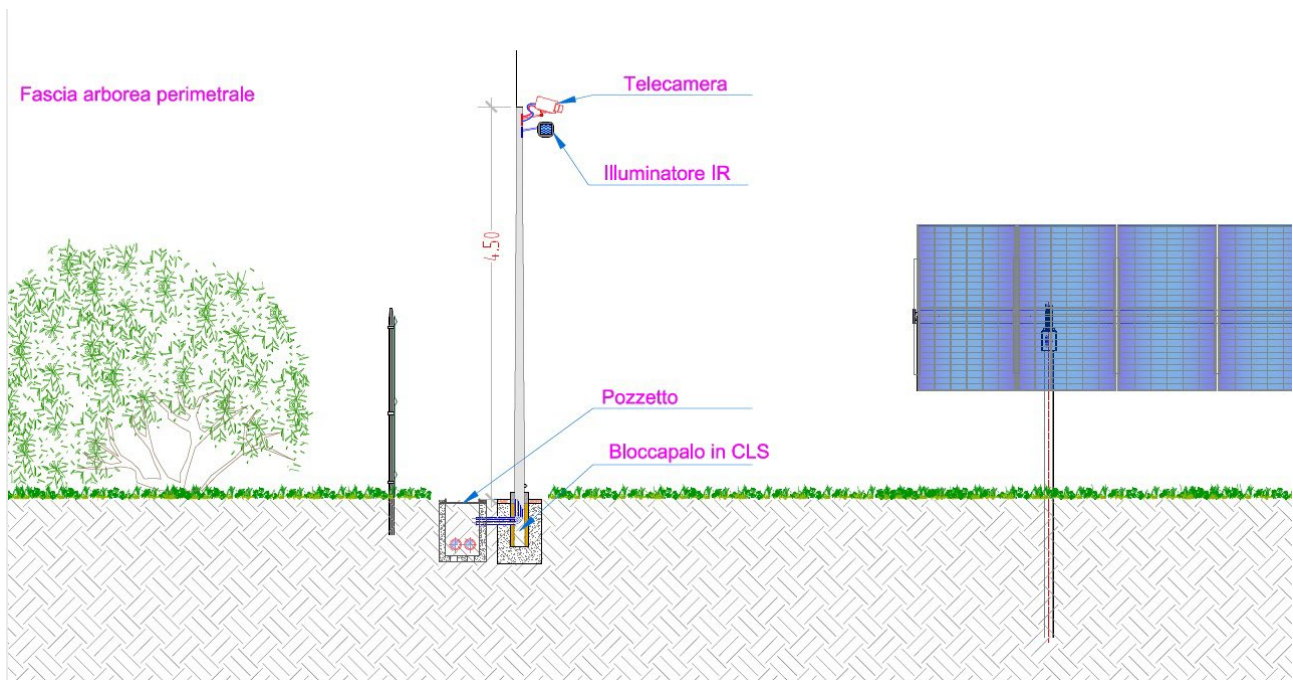 Fascia arborea perimetrale
Telecamera
Illuminatore IR
4.50
Pozzetto
Bloccapalo in CLS